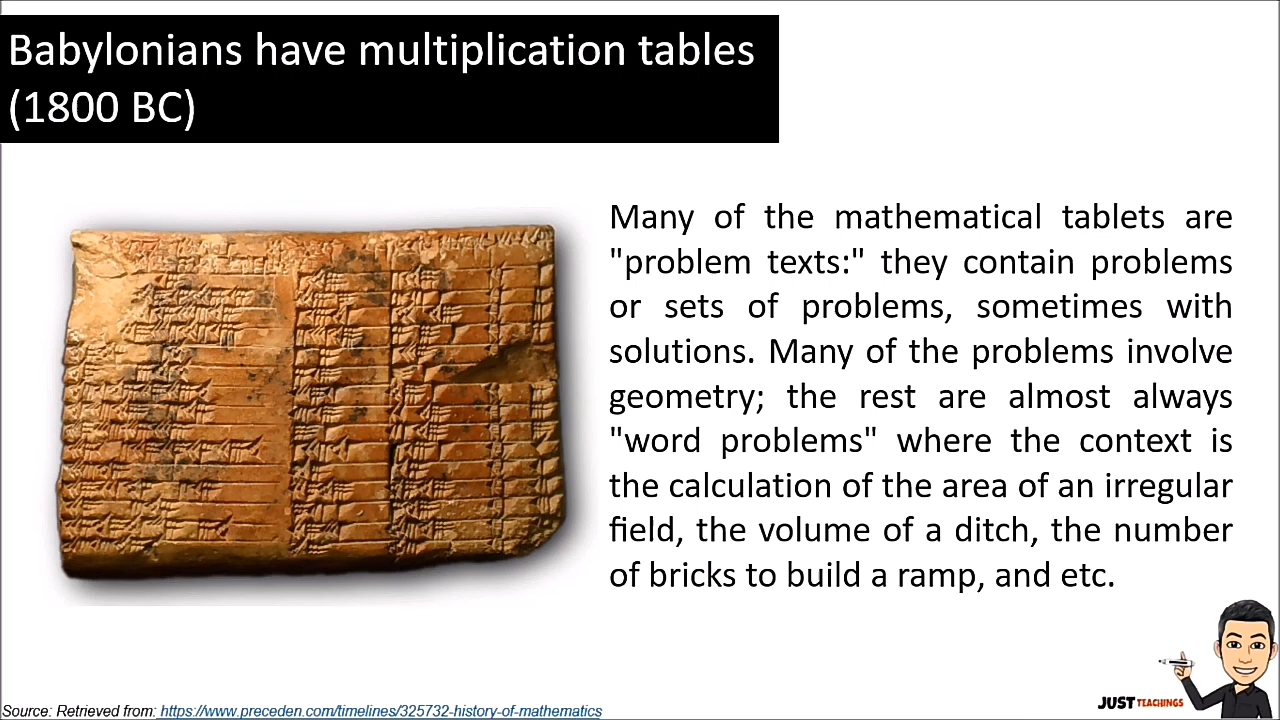 Babylonians have multiplication tables
(1800 BC)
Many of the mathematical tablets are
"problem texts:" they contain problems
or sets of problems, sometimes with
solutions. Many of the problems involve
geometry; the rest are almost always
"word problems" where the context is
the calculation of the area of an irregular
field, the volume of a ditch, the number
of bricks to build a ramp, and etc.
JUST TEACHINGS
Source: Retrieved from: https://www.preceden.com/timelines/325732-history-of-mathematics